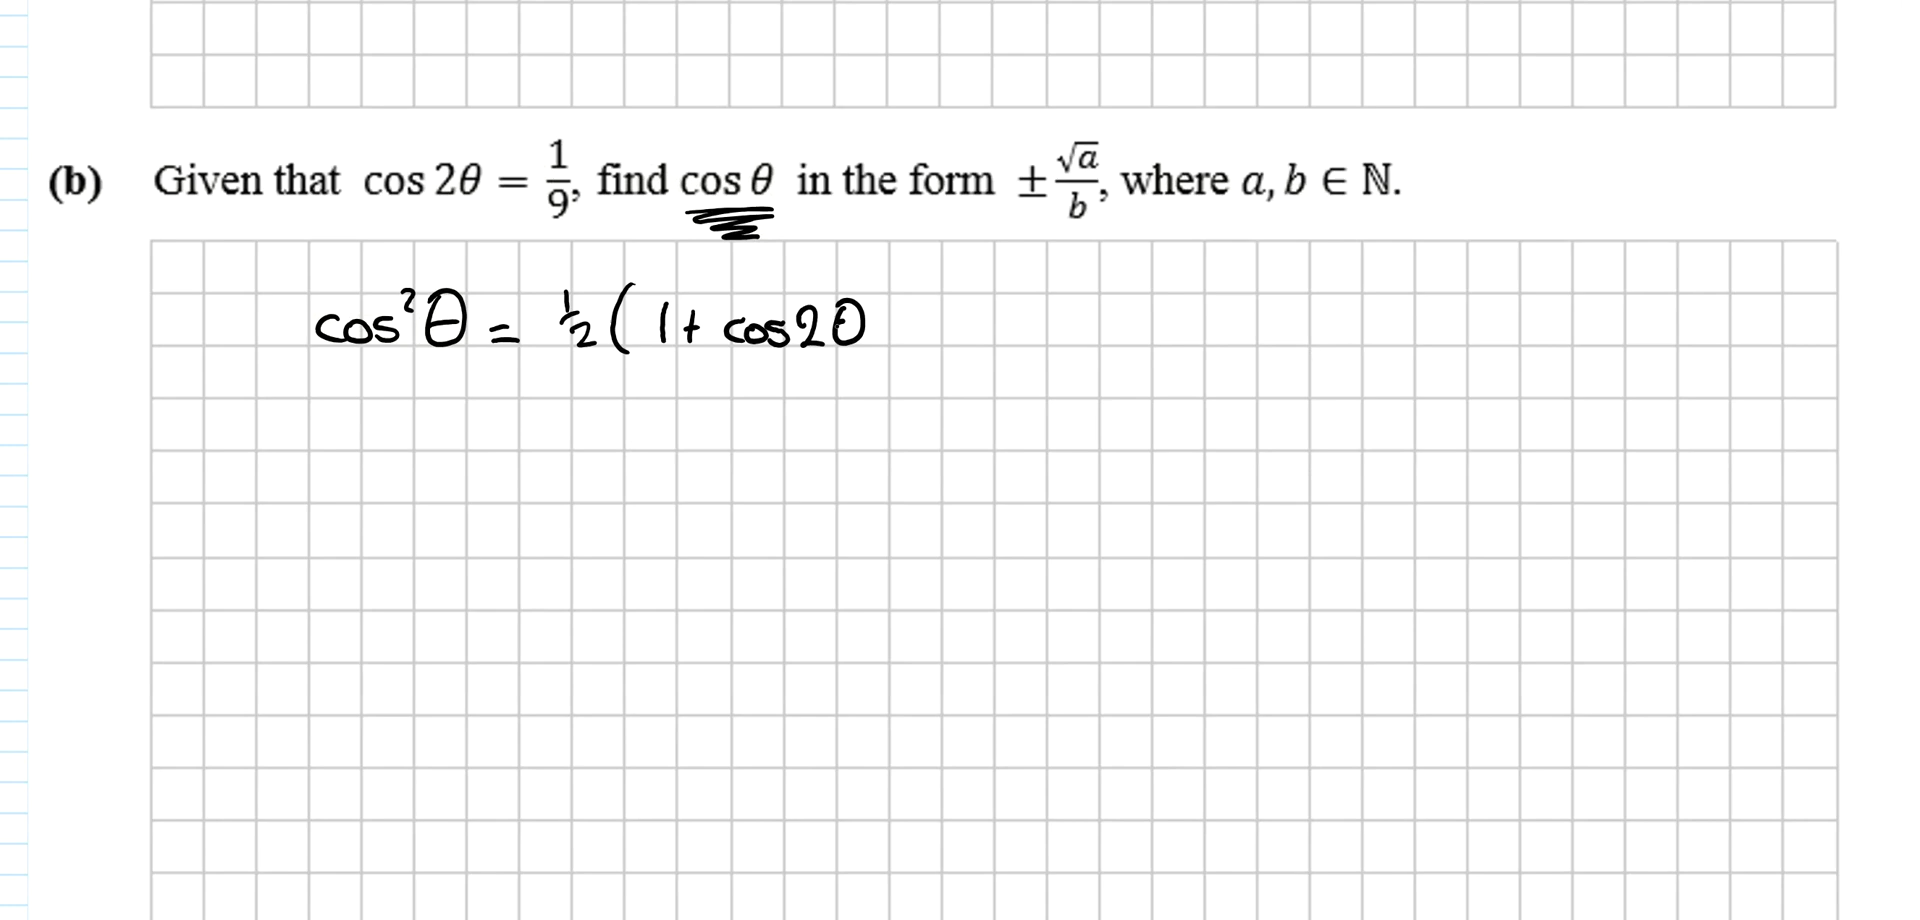 (b) Given that cos 2θ = 1/9, find cos θ in the form ± √a/b, where a, b ∈ ℕ.
cos²θ = ½ ( 1 + cos2θ